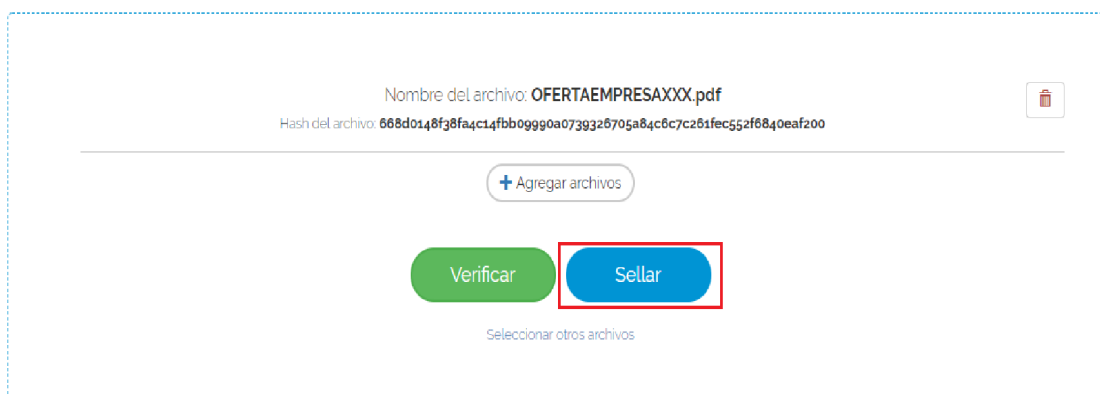 Nombre del archivo: OFERTAEMPRESAXXX.pdf
Hash del archivo: 668d0148f38fa4c14fbb09990a0739326705a84c6c7c261fec552f6840eaf200
+ Agregar archivos
Verificar
Sellar
Seleccionar otros archivos